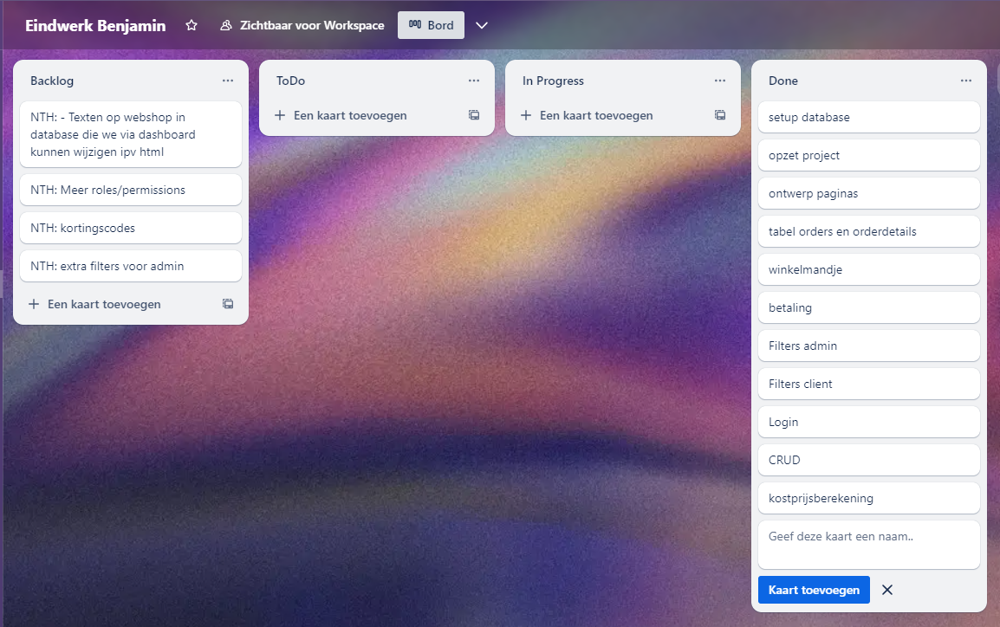 Eindwerk Benjamin
Zichtbaar voor Workspace
Bord
Backlog
NTH: - Texten op webshop in
database die we via dashboard
kunnen wijzigen ipv html
NTH: Meer roles/permissions
NTH: kortingscodes
NTH: extra filters voor admin
Een kaart toevoegen
ToDo
Een kaart toevoegen
In Progress
Een kaart toevoegen
Done
setup database
opzet project
ontwerp paginas
tabel orders en orderdetails
winkelmandje
betaling
Filters admin
Filters client
Login
CRUD
kostprijsberekening
Geef deze kaart een naam..
Kaart toevoegen